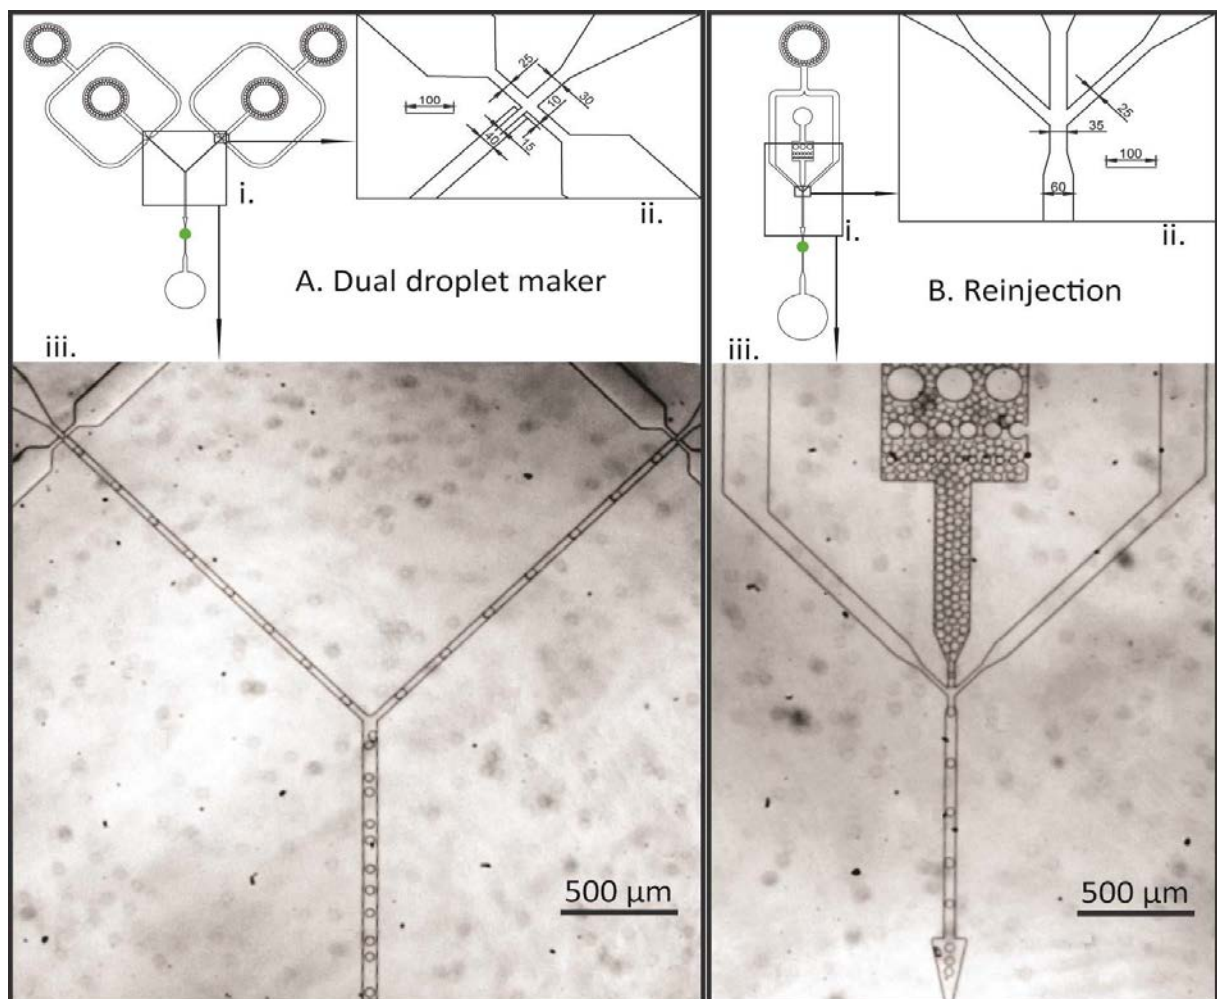 25
30
100
10
40
15
i.
ii.
A. Dual droplet maker
iii.
500 µm
25
35
100
60
i.
ii.
B. Reinjection
iii.
500 µm